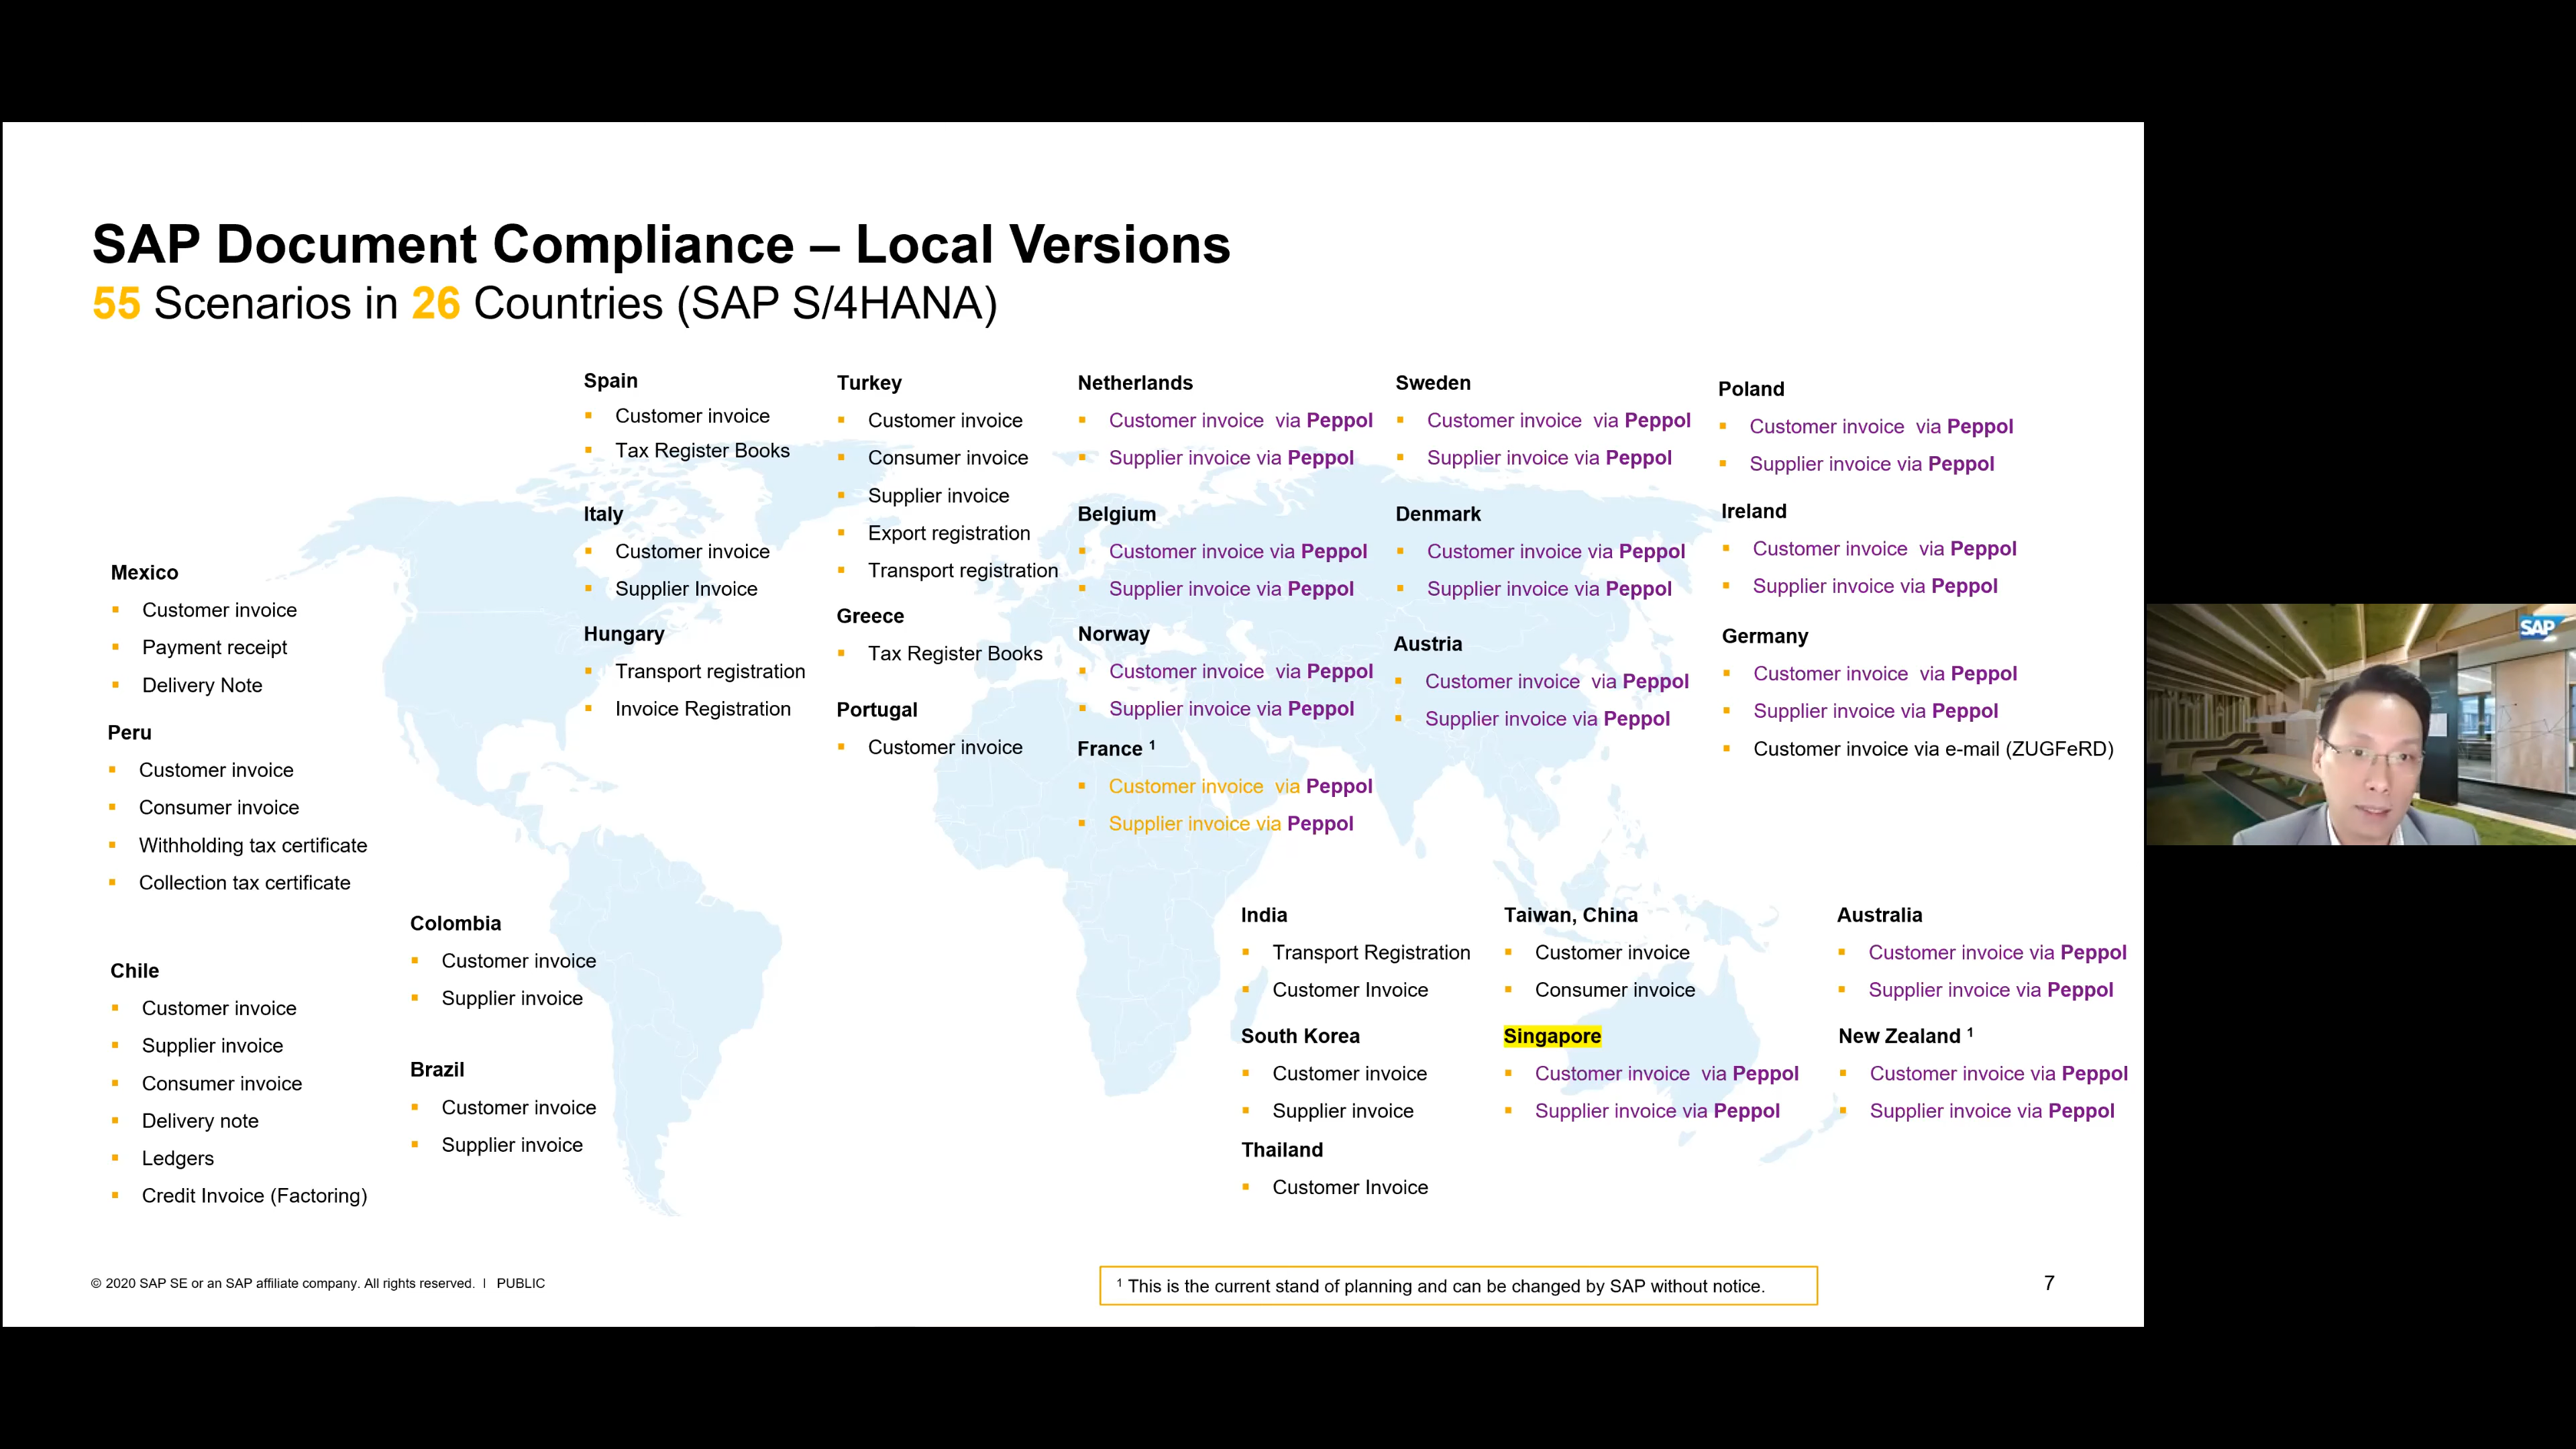 SAP Document Compliance – Local Versions
55 Scenarios in 26 Countries (SAP S/4HANA)
Mexico
Customer invoice
Payment receipt
Delivery Note
Peru
Customer invoice
Consumer invoice
Withholding tax certificate
Collection tax certificate
Chile
Customer invoice
Supplier invoice
Consumer invoice
Delivery note
Ledgers
Credit Invoice (Factoring)
Colombia
Customer invoice
Supplier invoice
Brazil
Customer invoice
Supplier invoice
Spain
Customer invoice
Tax Register Books
Italy
Customer invoice
Supplier Invoice
Hungary
Transport registration
Invoice Registration
Turkey
Customer invoice
Consumer invoice
Supplier invoice
Export registration
Transport registration
Greece
Tax Register Books
Portugal
Customer invoice
Netherlands
Customer invoice via Peppol
Supplier invoice via Peppol
Belgium
Customer invoice via Peppol
Supplier invoice via Peppol
Norway
Customer invoice via Peppol
Supplier invoice via Peppol
France ¹
Customer invoice via Peppol
Supplier invoice via Peppol
Sweden
Customer invoice via Peppol
Supplier invoice via Peppol
Denmark
Customer invoice via Peppol
Supplier invoice via Peppol
Austria
Customer invoice via Peppol
Supplier invoice via Peppol
Poland
Customer invoice via Peppol
Supplier invoice via Peppol
Ireland
Customer invoice via Peppol
Supplier invoice via Peppol
Germany
Customer invoice via Peppol
Supplier invoice via Peppol
Customer invoice via e-mail (ZUGFeRD)
India
Transport Registration
Customer Invoice
South Korea
Customer invoice
Supplier invoice
Thailand
Customer Invoice
Taiwan, China
Customer invoice
Consumer invoice
Singapore
Customer invoice via Peppol
Supplier invoice via Peppol
Australia
Customer invoice via Peppol
Supplier invoice via Peppol
New Zealand ¹
Customer invoice via Peppol
Supplier invoice via Peppol
© 2020 SAP SE or an SAP affiliate company. All rights reserved. | PUBLIC
¹ This is the current stand of planning and can be changed by SAP without notice.
7
SAP